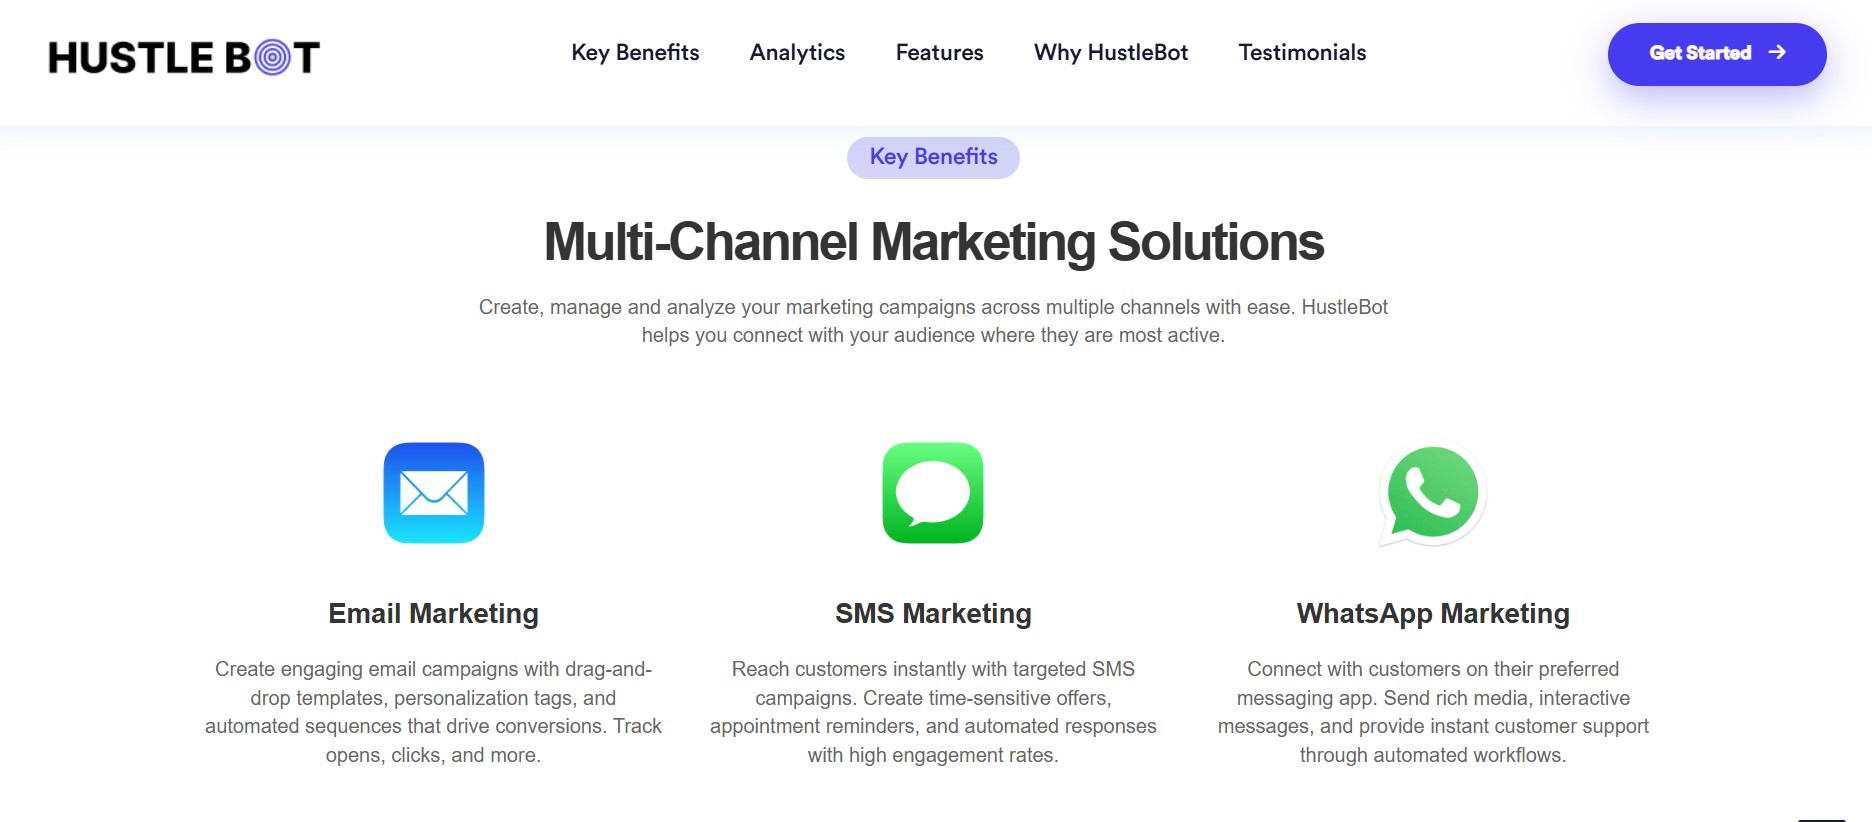 HUSTLE BOT
Key Benefits
Analytics
Features
Why HustleBot
Testimonials
Get Started
Key Benefits
Multi-Channel Marketing Solutions
Create, manage and analyze your marketing campaigns across multiple channels with ease. HustleBot
helps you connect with your audience where they are most active.
Email Marketing
Create engaging email campaigns with drag-and-
drop templates, personalization tags, and
automated sequences that drive conversions. Track
opens, clicks, and more.
SMS Marketing
Reach customers instantly with targeted SMS
campaigns. Create time-sensitive offers,
appointment reminders, and automated responses
with high engagement rates.
WhatsApp Marketing
Connect with customers on their preferred
messaging app. Send rich media, interactive
messages, and provide instant customer support
through automated workflows.